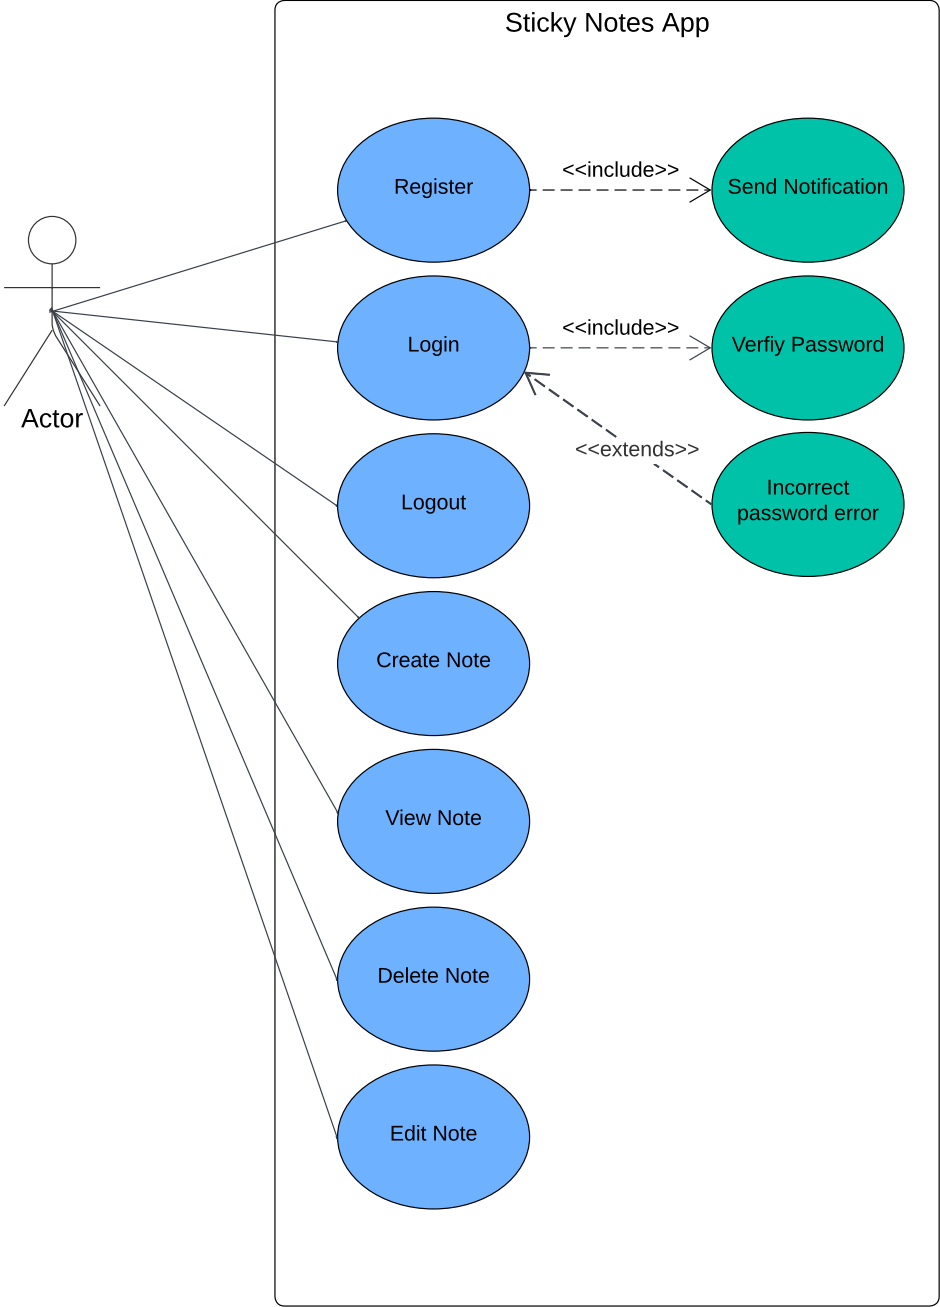 Sticky Notes App
Register
<<include>>
Send Notification
Login
<<include>>
Verfiy Password
Actor
<<extends>>
Logout
Incorrect
password error
Create Note
View Note
Delete Note
Edit Note